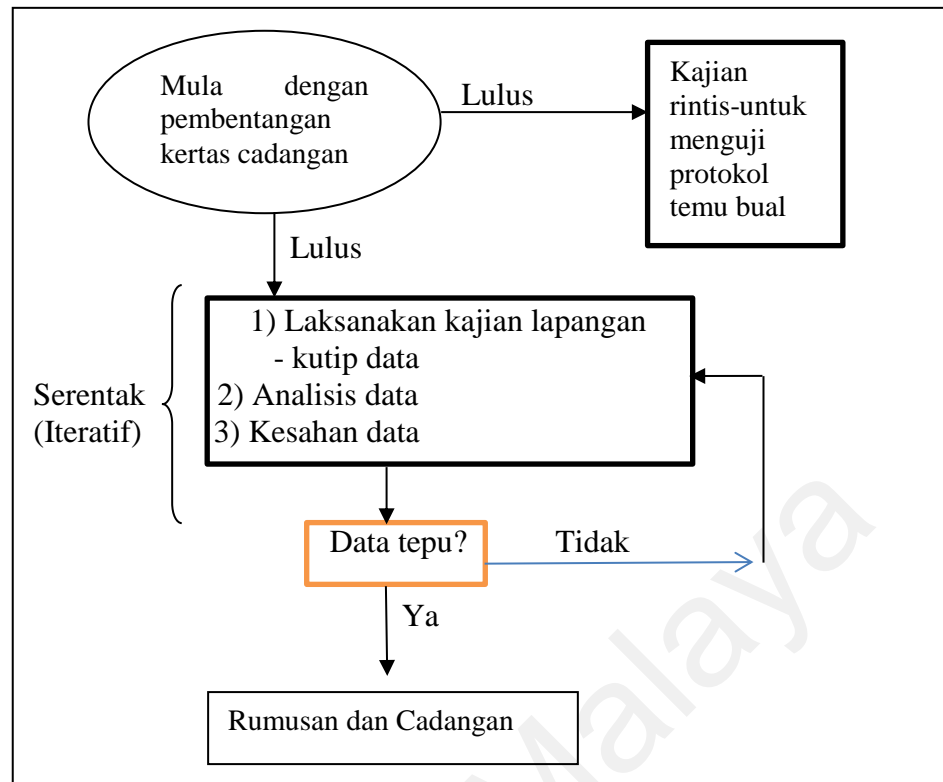 Mula dengan
pembentangan
kertas cadangan
Lulus
Kajian
rintis-untuk
menguji
protokol
temu bual
Lulus
1) Laksanakan kajian lapangan
- kutip data
2) Analisis data
3) Kesahan data
Serentak
(Iteratif)
Data tepu?
Tidak
Ya
Rumusan dan Cadangan
Malaya